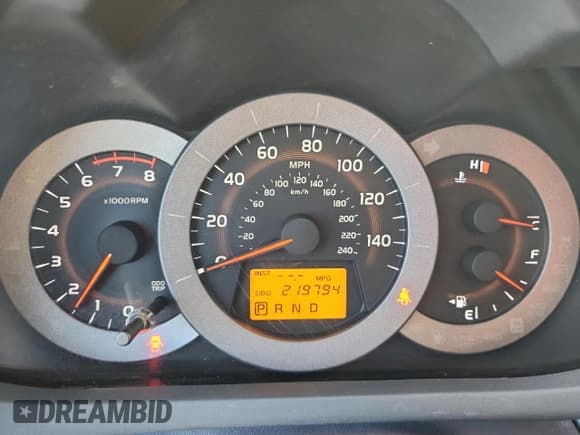 0 1 2 3 4 5 6 7 8
x1000RPM
ODO
TRIP
0 20 40 60 80 100 120 140
MPH
20 40 60 80 100 120 140 160 180 200 220 240
km/h
INST --- MPG
ODO 219794
P R N D
H
C
F
E
DREAMBID